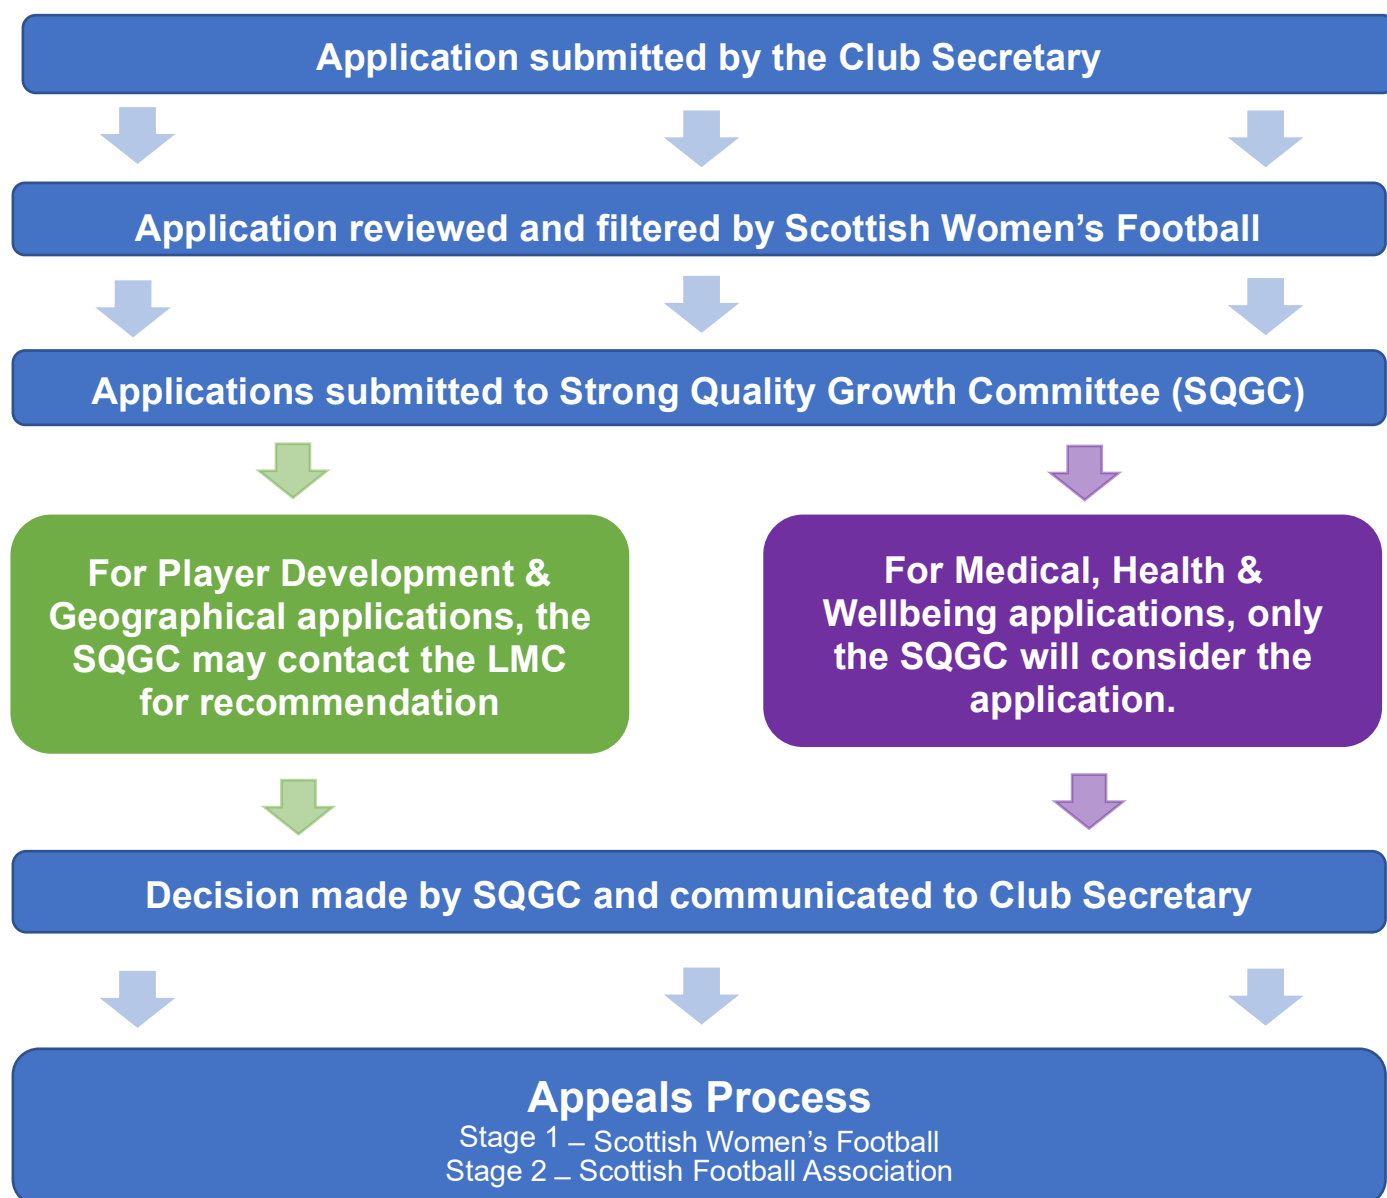 Application submitted by the Club Secretary
Application reviewed and filtered by Scottish Women’s Football
Applications submitted to Strong Quality Growth Committee (SQGC)
For Player Development &
Geographical applications, the
SQGC may contact the LMC
for recommendation
For Medical, Health &
Wellbeing applications, only
the SQGC will consider the
application.
Decision made by SQGC and communicated to Club Secretary
Appeals Process
Stage 1 – Scottish Women’s Football
Stage 2 – Scottish Football Association